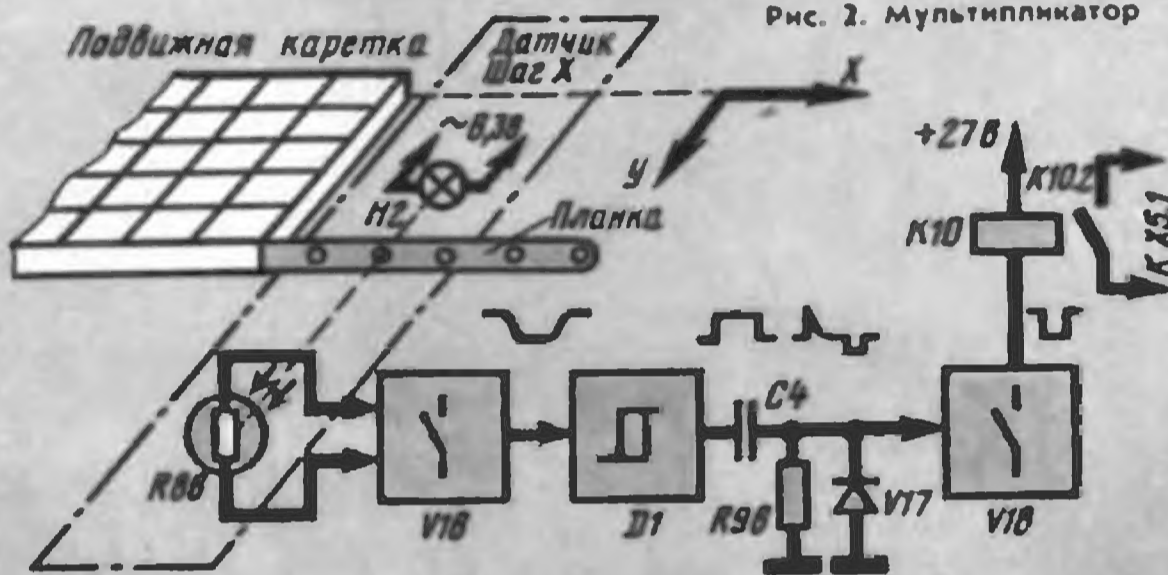 Рис. 2. Мультипликатор
Подвижная каретка
Датчик
Шаг X
X
~6,3в
У
Н2
Планка
+27в
К10.2
К10
К Х5.1
С4
R86
V16
D1
R96
V17
V18